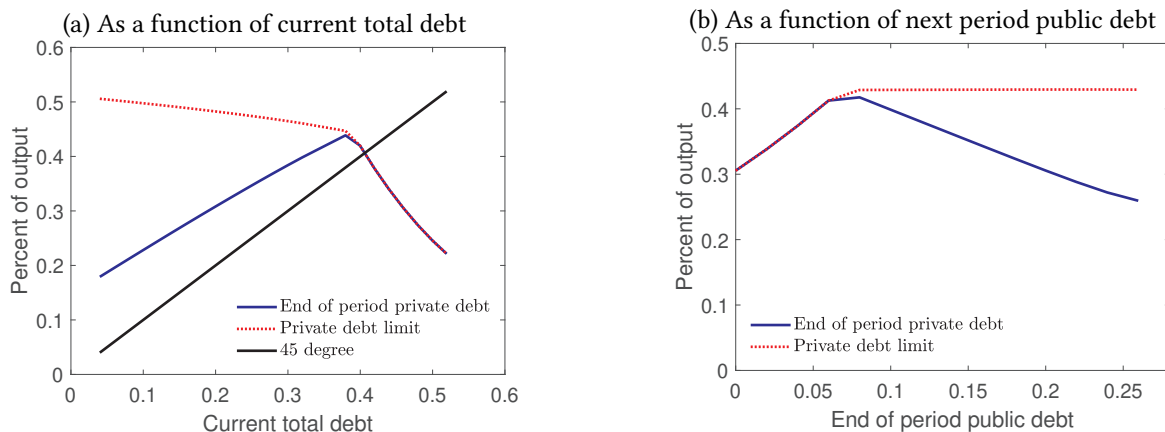 (a) As a function of current total debt
0.6
0.5
0.4
0.3
0.2
0.1
0
Percent of output
End of period private debt
Private debt limit
45 degree
0 0.1 0.2 0.3 0.4 0.5 0.6
Current total debt
(b) As a function of next period public debt
0.5
0.4
0.3
0.2
0.1
0
Percent of output
End of period private debt
Private debt limit
0 0.05 0.1 0.15 0.2 0.25
End of period public debt